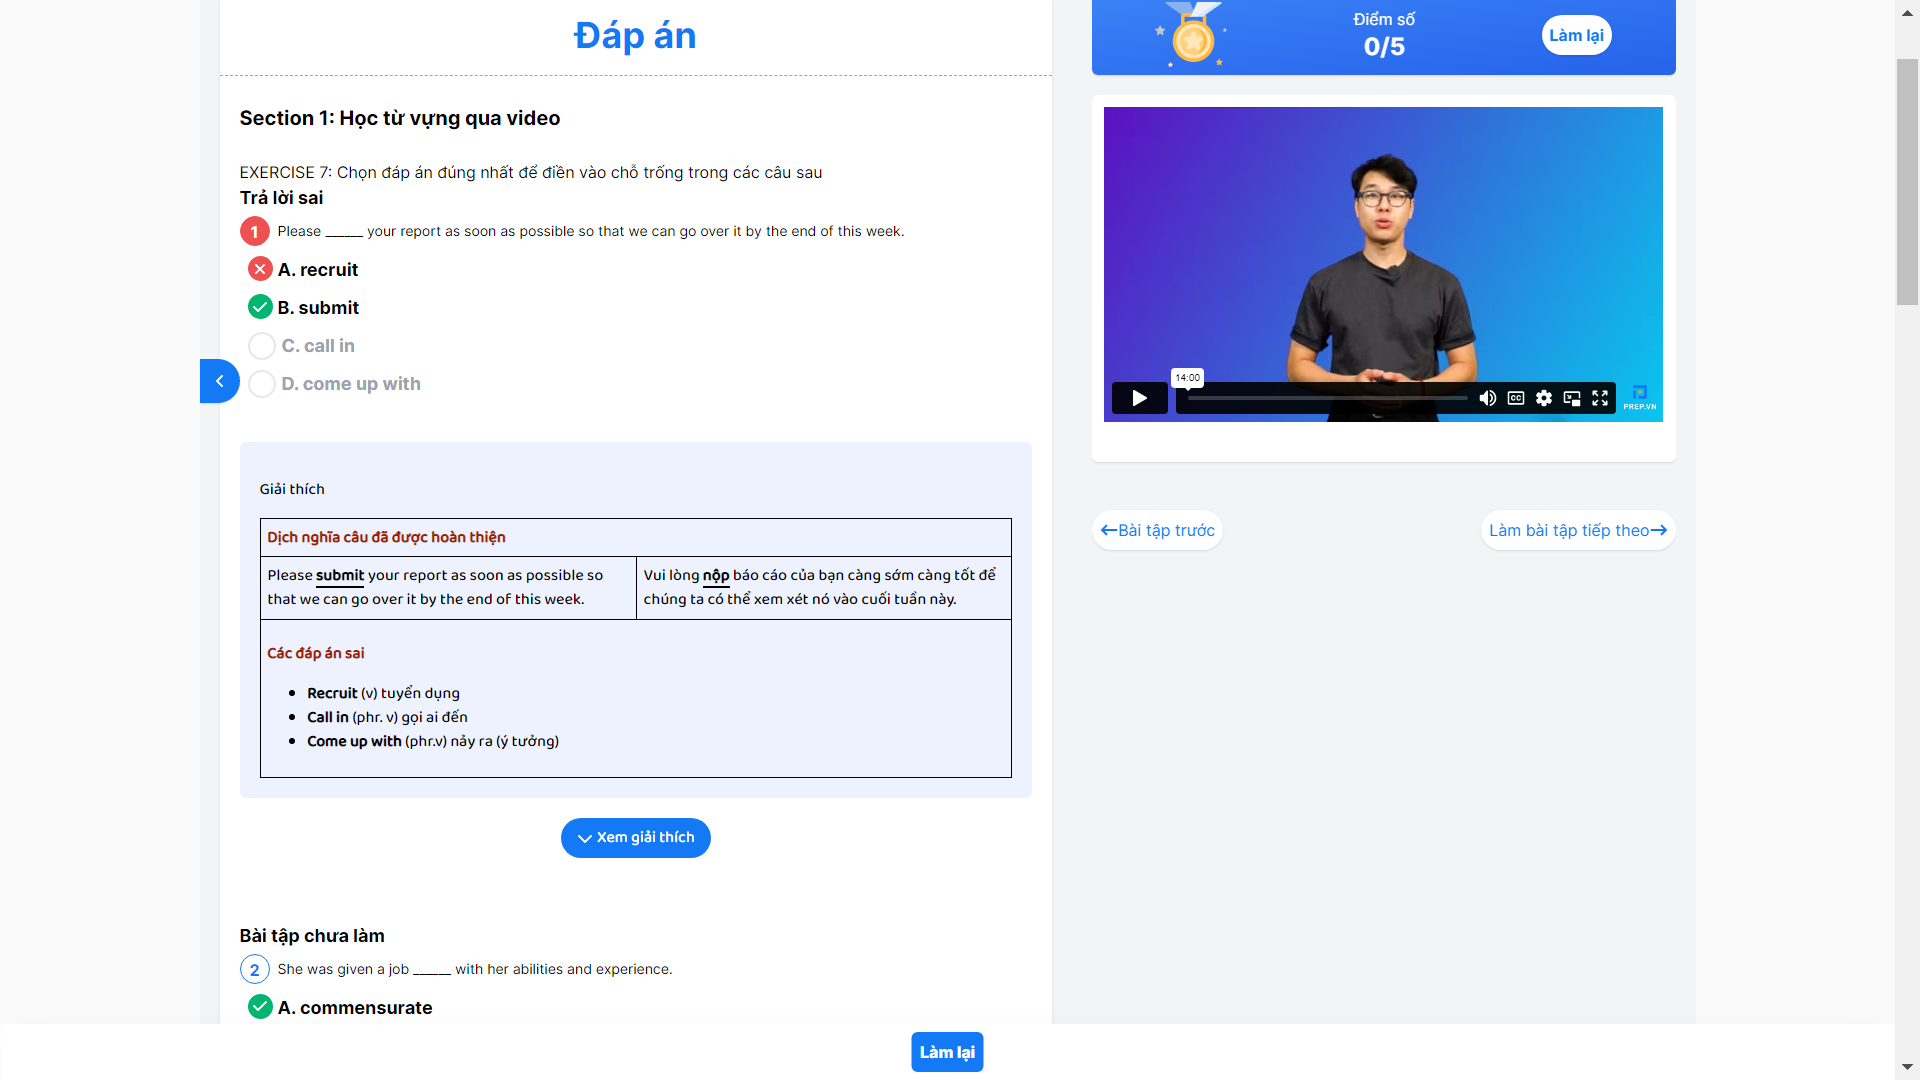 Đáp án
Section 1: Học từ vựng qua video
EXERCISE 7: Chọn đáp án đúng nhất để điền vào chỗ trống trong các câu sau
Trả lời sai
1 Please ______ your report as soon as possible so that we can go over it by the end of this week.
A. recruit
B. submit
C. call in
D. come up with
Giải thích
Dịch nghĩa câu đã được hoàn thiện
Please submit your report as soon as possible so
that we can go over it by the end of this week.
Vui lòng nộp báo cáo của bạn càng sớm càng tốt để
chúng ta có thể xem xét nó vào cuối tuần này.
Các đáp án sai
Recruit (v) tuyển dụng
Call in (phr. v) gọi ai đến
Come up with (phr.v) nảy ra (ý tưởng)
Xem giải thích
Bài tập chưa làm
2 She was given a job ______ with her abilities and experience.
A. commensurate
Làm lại
Điểm số
0/5
Làm lại
14:00
CC
PREP.VN
Bài tập trước
Làm bài tập tiếp theo